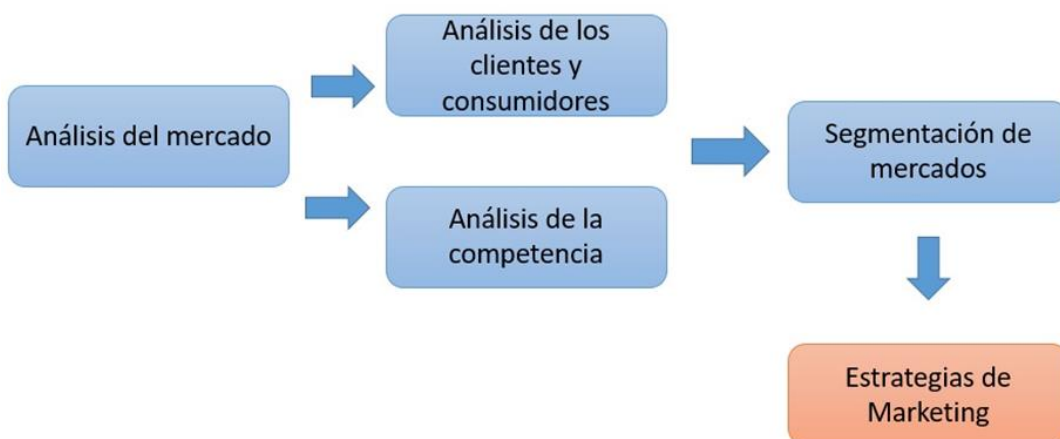 Análisis del mercado
Análisis de los
clientes y
consumidores
Análisis de la
competencia
Segmentación de
mercados
Estrategias de
Marketing